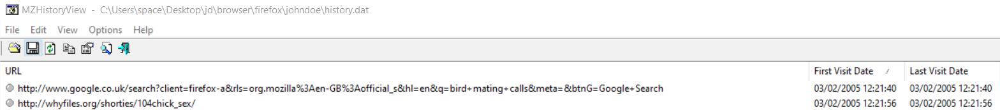 MZHistoryView - C:\Users\space\Desktop\jd\browser\firefox\johndoe\history.dat
File Edit View Options Help
URL First Visit Date Last Visit Date
http://www.google.co.uk/search?client=firefox-a&rls=org.mozilla%3Aen-GB%3Aofficial_s&hl=en&q=bird+mating+calls&meta=&btnG=Google+Search 03/02/2005 12:21:40 03/02/2005 12:21:40
http://whyfiles.org/shorties/104chick_sex/ 03/02/2005 12:21:56 03/02/2005 12:21:56